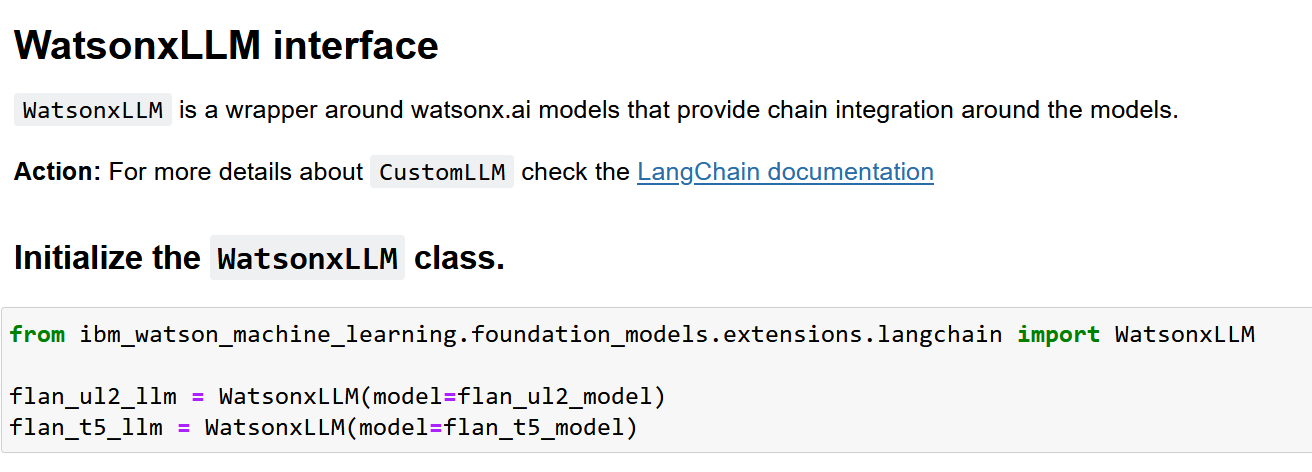 WatsonxLLM interface
WatsonxLLM is a wrapper around watsonx.ai models that provide chain integration around the models.
Action: For more details about CustomLLM check the LangChain documentation
Initialize the WatsonxLLM class.
from ibm_watson_machine_learning.foundation_models.extensions.langchain import WatsonxLLM
flan_ul2_llm = WatsonxLLM(model=flan_ul2_model)
flan_t5_llm = WatsonxLLM(model=flan_t5_model)